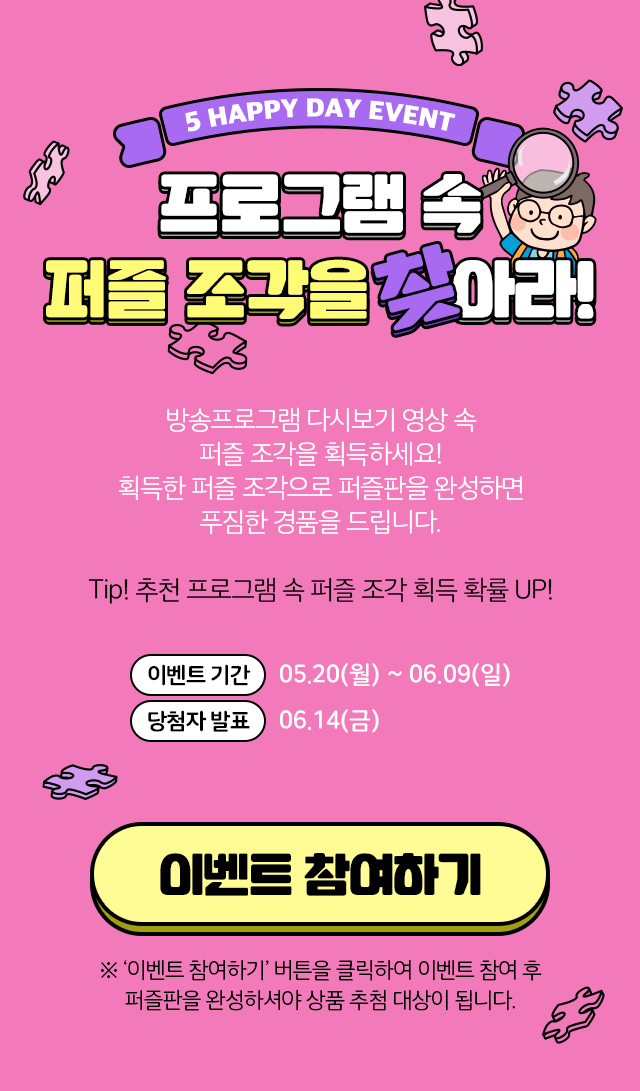 5 HAPPY DAY EVENT
프로그램 속
퍼즐 조각을 찾아라!
방송프로그램 다시보기 영상 속
퍼즐 조각을 획득하세요!
획득한 퍼즐 조각으로 퍼즐판을 완성하면
푸짐한 경품을 드립니다.
Tip! 추천 프로그램 속 퍼즐 조각 획득 확률 UP!
이벤트 기간 05.20(월) ~ 06.09(일)
당첨자 발표 06.14(금)
이벤트 참여하기
※ ‘이벤트 참여하기’ 버튼을 클릭하여 이벤트 참여 후
퍼즐판을 완성하셔야 상품 추첨 대상이 됩니다.